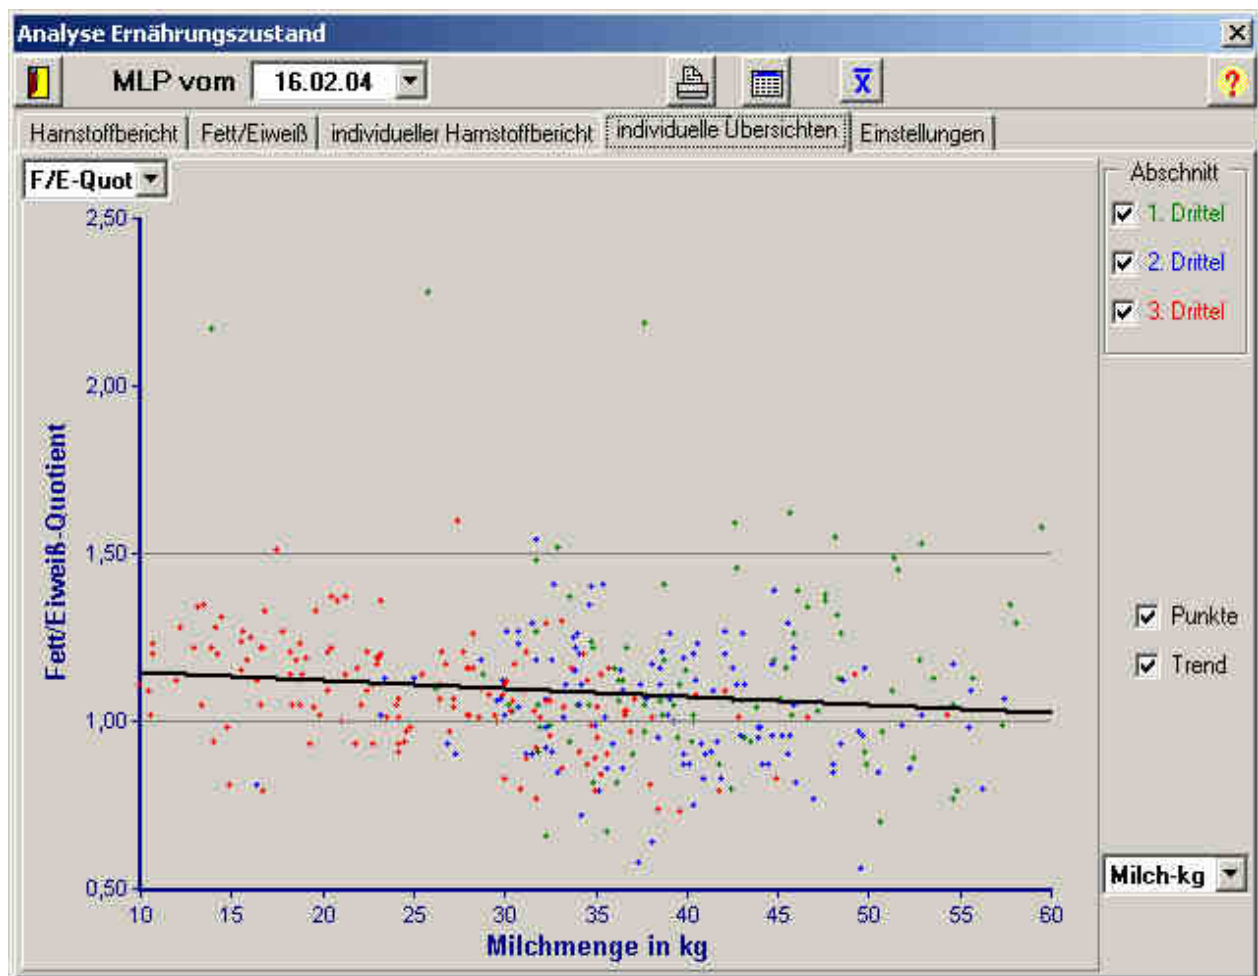 Analyse Ernährungszustand
MLP vom 16.02.04
?
Harnstoffbericht Fett/Eiweiß individueller Harnstoffbericht individuelle Übersichten Einstellungen
F/E-Quot
Abschnitt
1. Drittel
2. Drittel
3. Drittel
2,50
2,00
1,50
1,00
0,50
Fett/Eiweiß-Quotient
10 15 20 25 30 35 40 45 50 55 60
Milchmenge in kg
Punkte
Trend
Milch-kg